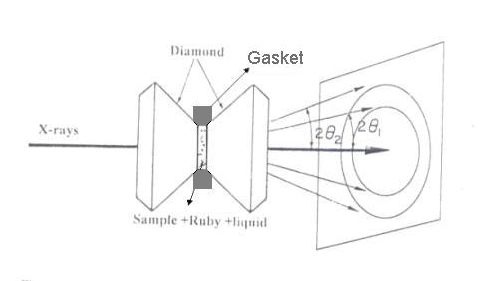 Diamond
Gasket
X-rays
2θ₂
2θ₁
Sample +Ruby +liquid